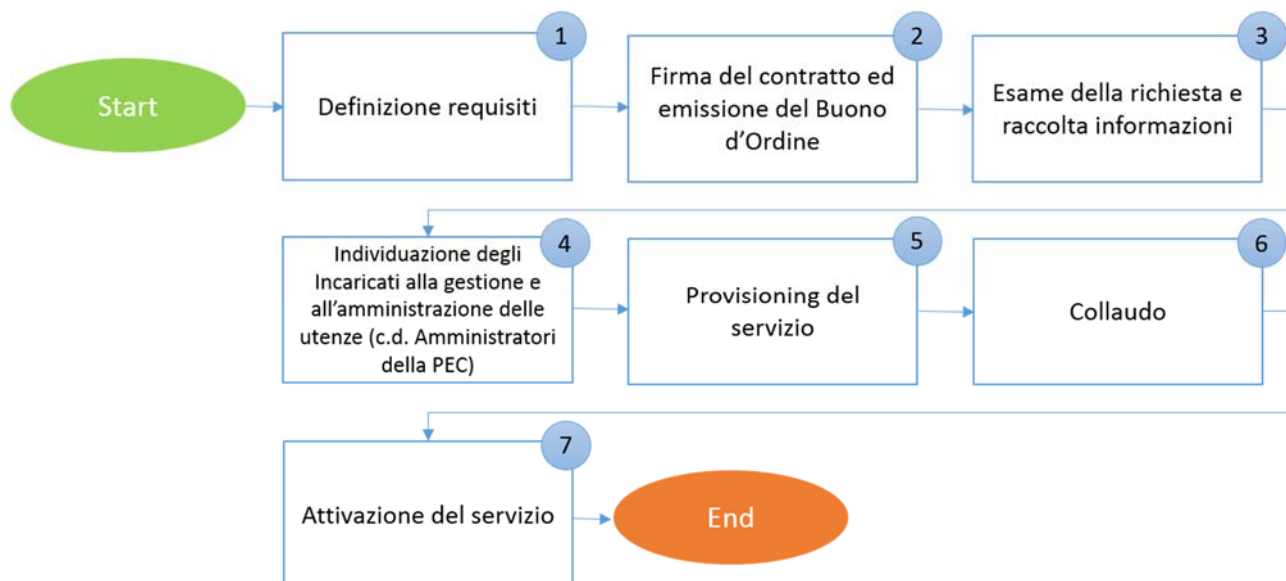 1
2
3
Start
Definizione requisiti
Firma del contratto ed
emissione del Buono
d’Ordine
Esame della richiesta e
raccolta informazioni
4
5
6
Individuazione degli
Incaricati alla gestione e
all’amministrazione delle
utenze (c.d. Amministratori
della PEC)
Provisioning del
servizio
Collaudo
7
Attivazione del servizio
End